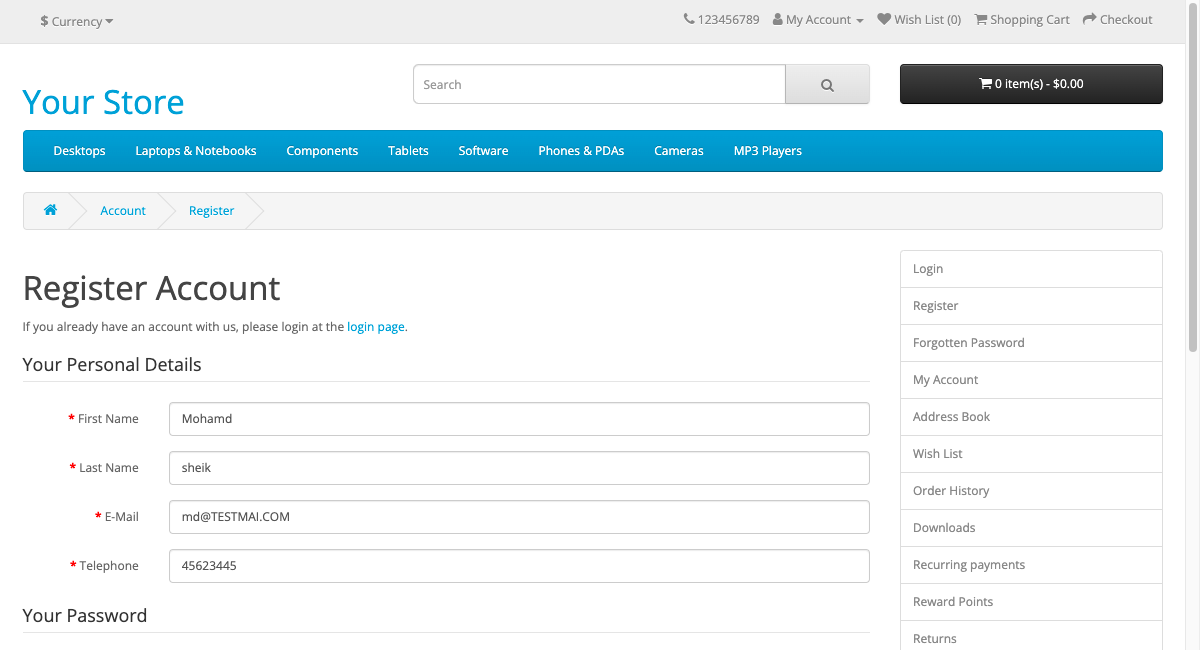 $ Currency
123456789 My Account Wish List (0) Shopping Cart Checkout
Your Store
Search
0 item(s) - $0.00
Desktops Laptops & Notebooks Components Tablets Software Phones & PDAs Cameras MP3 Players
Account Register
Register Account
If you already have an account with us, please login at the login page.
Your Personal Details
* First Name Mohamd
* Last Name sheik
* E-Mail md@TESTMAI.COM
* Telephone 45623445
Your Password
Login
Register
Forgotten Password
My Account
Address Book
Wish List
Order History
Downloads
Recurring payments
Reward Points
Returns